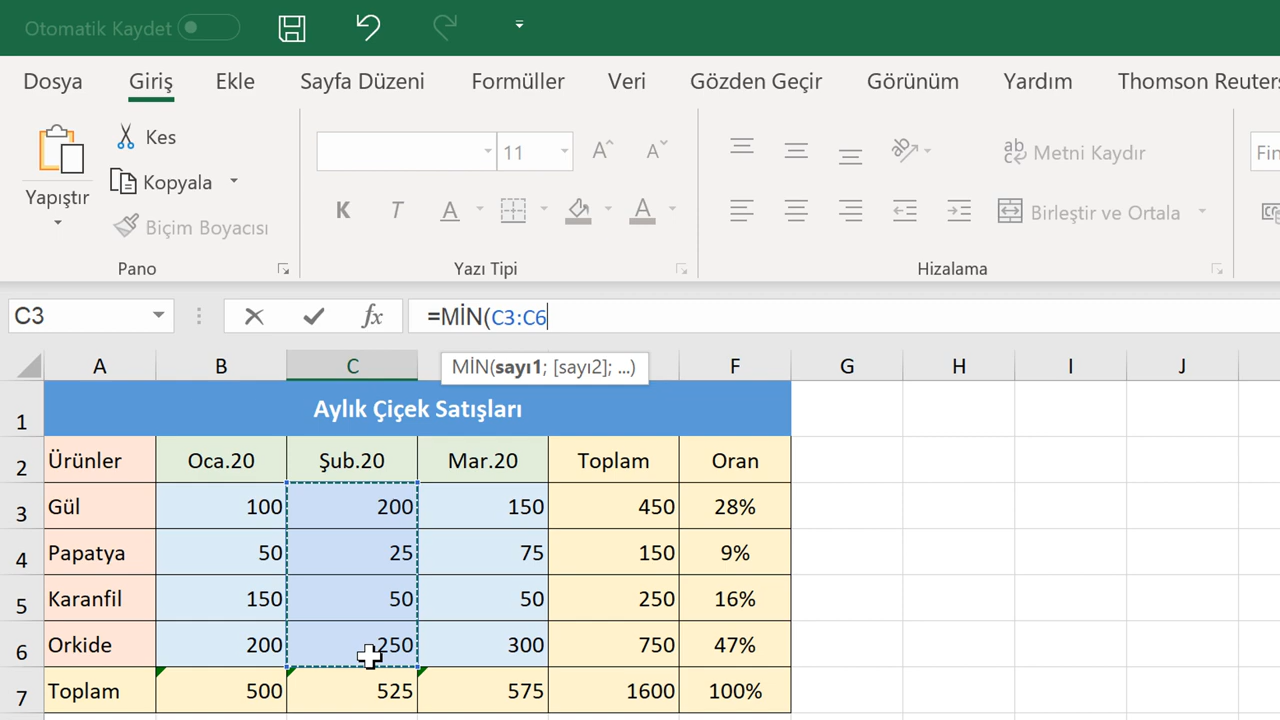 Otomatik Kaydet
Dosya Giriş Ekle Sayfa Düzeni Formüller Veri Gözden Geçir Görünüm Yardım Thomson Reuters
Yapıştır
Kes
Kopyala
Biçim Boyacısı
Pano
11
A A
K T A A
Yazı Tipi
ab
c Metni Kaydır
Birleştir ve Ortala
Hizalama
Fin
C3 fx =MİN(C3:C6
MİN(sayı1; [sayı2]; ...)
A B C F G H I J
1 Aylık Çiçek Satışları
2 Ürünler Oca.20 Şub.20 Mar.20 Toplam Oran
3 Gül 100 200 150 450 28%
4 Papatya 50 25 75 150 9%
5 Karanfil 150 50 50 250 16%
6 Orkide 200 250 300 750 47%
7 Toplam 500 525 575 1600 100%